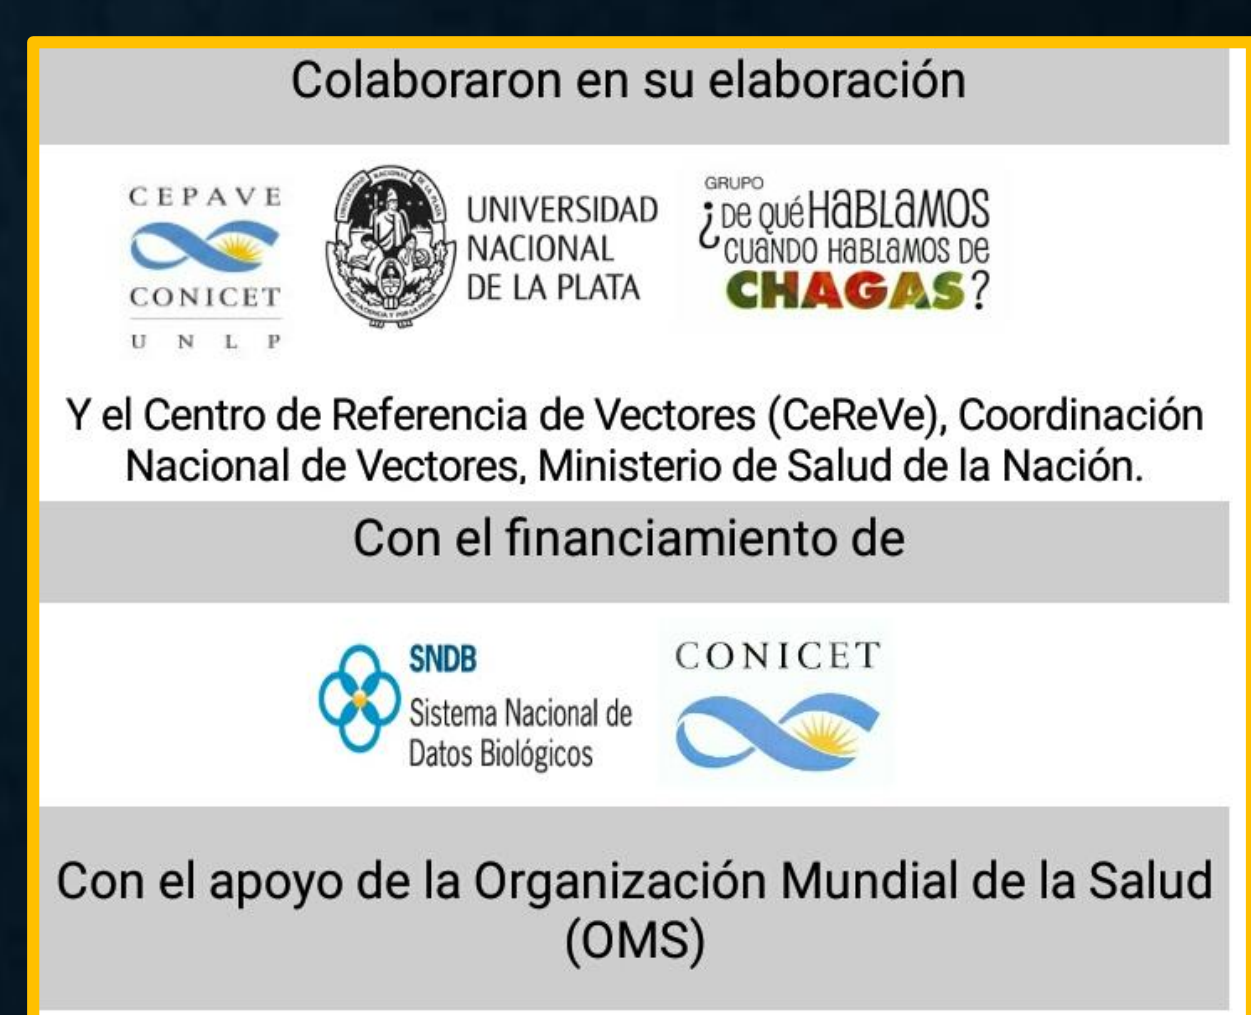 Colaboraron en su elaboración
CEPAVE
CONICET
UNLP
UNIVERSIDAD
NACIONAL
DE LA PLATA
GRUPO
¿DE QUÉ HABLAMOS
CUANDO HABLAMOS DE
CHAGAS?
Y el Centro de Referencia de Vectores (CeReVe), Coordinación
Nacional de Vectores, Ministerio de Salud de la Nación.
Con el financiamiento de
SNDB
Sistema Nacional de
Datos Biológicos
CONICET
Con el apoyo de la Organización Mundial de la Salud
(OMS)